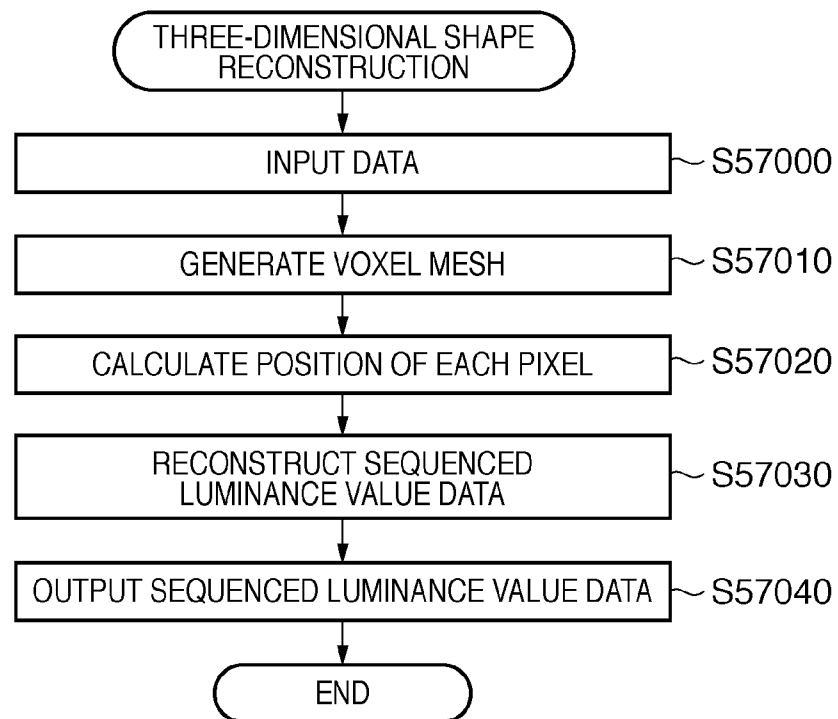 THREE-DIMENSIONAL SHAPE
RECONSTRUCTION
INPUT DATA
S57000
GENERATE VOXEL MESH
S57010
CALCULATE POSITION OF EACH PIXEL
S57020
RECONSTRUCT SEQUENCED
LUMINANCE VALUE DATA
S57030
OUTPUT SEQUENCED LUMINANCE VALUE DATA
S57040
END